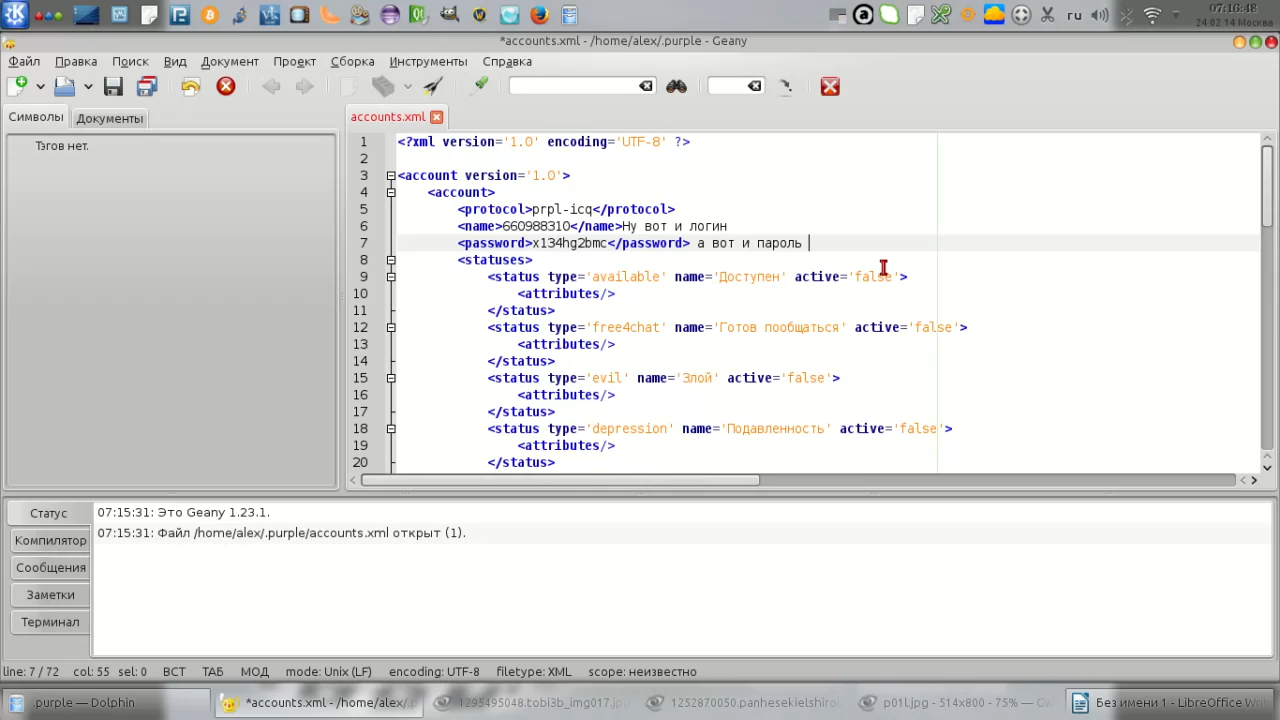 ru
07:16:48
24.02.14 Москва
*accounts.xml - /home/alex/.purple - Geany
Файл Правка Поиск Вид Документ Проект Сборка Инструменты Справка
Символы Документы
accounts.xml
Тэгов нет.
1 <?xml version='1.0' encoding='UTF-8' ?>
2
3 <account version='1.0'>
4 <account>
5 <protocol>prpl-icq</protocol>
6 <name>660988310</name>Ну вот и логин
7 <password>x134hg2bmc</password> а вот и пароль
8 <statuses>
9 <status type='available' name='Доступен' active='false'>
10 <attributes/>
11 </status>
12 <status type='free4chat' name='Готов пообщаться' active='false'>
13 <attributes/>
14 </status>
15 <status type='evil' name='Злой' active='false'>
16 <attributes/>
17 </status>
18 <status type='depression' name='Подавленность' active='false'>
19 <attributes/>
20 </status>
Статус
Компилятор
Сообщения
Заметки
Терминал
07:15:31: Это Geany 1.23.1.
07:15:31: Файл /home/alex/.purple/accounts.xml открыт (1).
line: 7 / 72 col: 55 sel: 0 ВСТ ТАБ МОД mode: Unix (LF) encoding: UTF-8 filetype: XML scope: неизвестно
.purple — Dolphin
*accounts.xml - /home/alex/.p
1295495048.tobi3b_img017.jpg
1252870050.panhesekielshiro
p01l.jpg - 514x800 - 75% — Gw
Без имени 1 - LibreOffice Wri